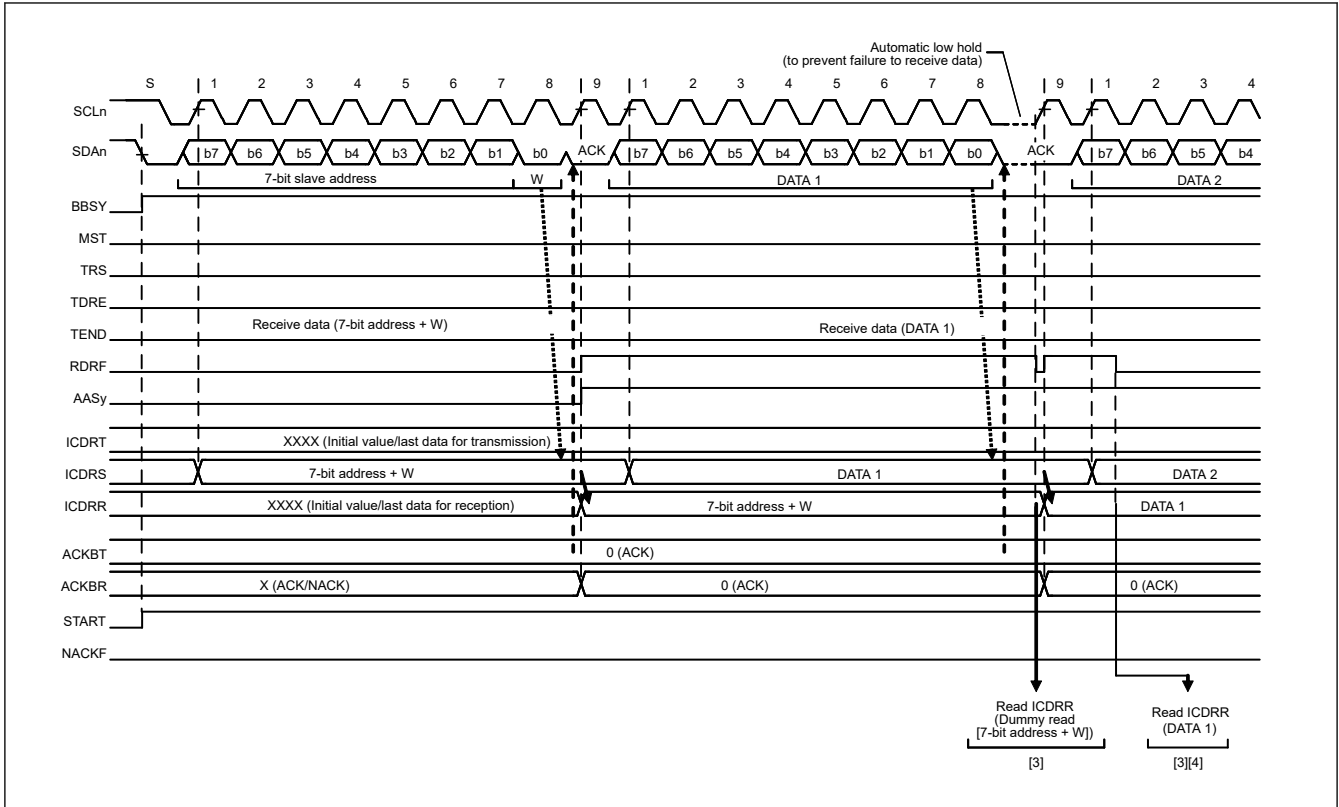 Automatic low hold
(to prevent failure to receive data)
S 1 2 3 4 5 6 7 8 9 1 2 3 4 5 6 7 8 9 1 2 3 4
SCLn
SDAn b7 b6 b5 b4 b3 b2 b1 b0 ACK b7 b6 b5 b4 b3 b2 b1 b0 ACK b7 b6 b5 b4
7-bit slave address W DATA 1 DATA 2
BBSY
MST
TRS
TDRE
Receive data (7-bit address + W) Receive data (DATA 1)
TEND
RDRF
AASy
ICDRT XXXX (Initial value/last data for transmission)
ICDRS 7-bit address + W DATA 1 DATA 2
ICDRR XXXX (Initial value/last data for reception) 7-bit address + W DATA 1
ACKBT 0 (ACK)
ACKBR X (ACK/NACK) 0 (ACK) 0 (ACK)
START
NACKF
Read ICDRR
(Dummy read
[7-bit address + W])
[3]
Read ICDRR
(DATA 1)
[3][4]